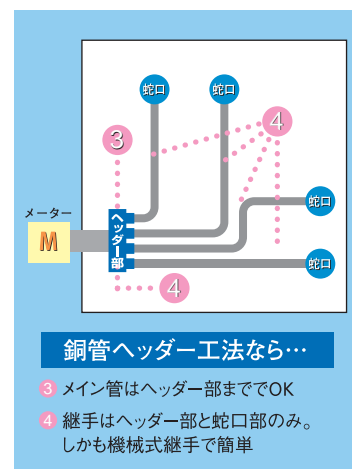 蛇口
蛇口
4
3
メーター
M
ヘッダー部
蛇口
蛇口
4
銅管ヘッダー工法なら…
3 メイン管はヘッダー部まででOK
4 継手はヘッダー部と蛇口部のみ。
しかも機械式継手で簡単